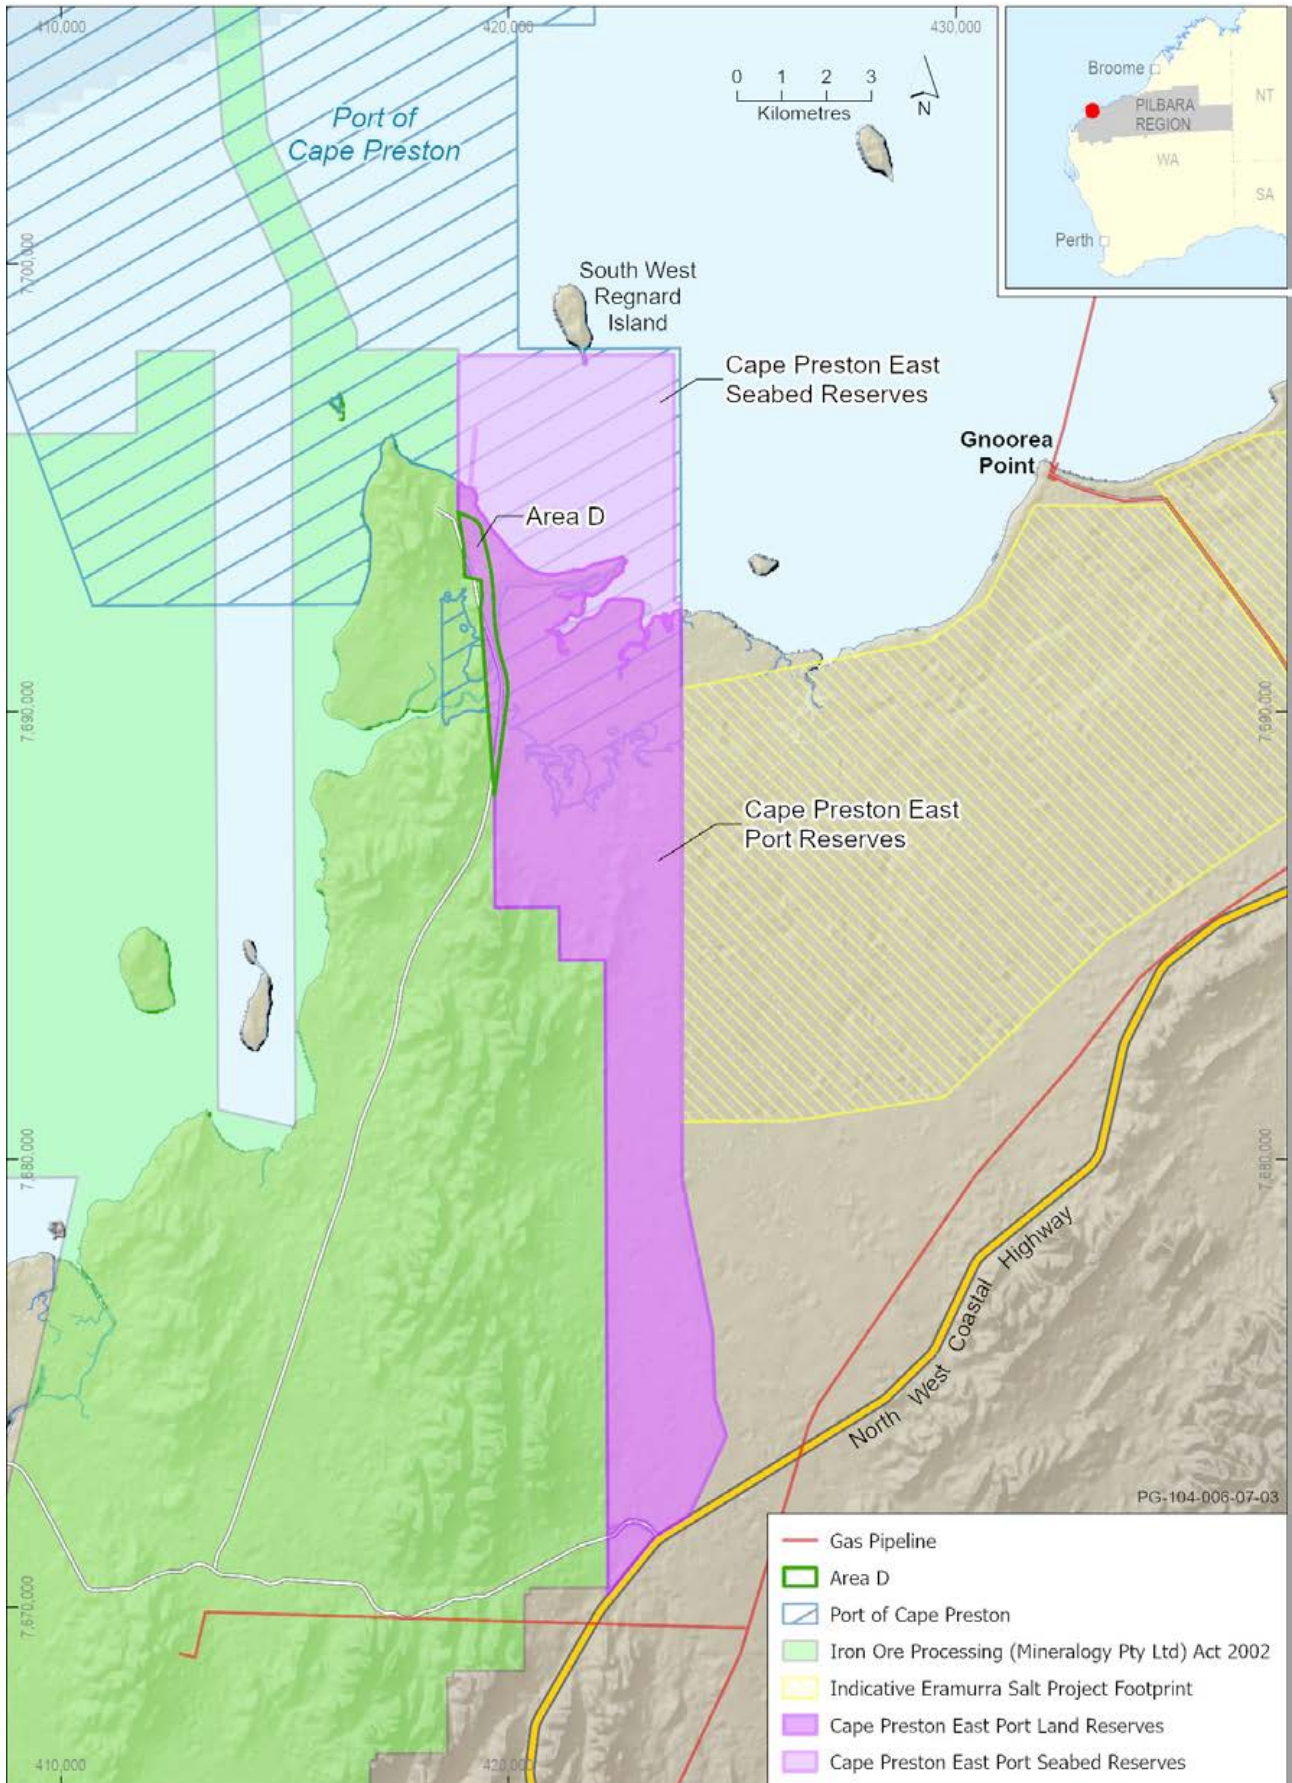 410,000
420,000
430,000
0 1 2 3
Kilometres
N
Broome
PILBARA
REGION
NT
WA
SA
Perth
Port of
Cape Preston
7,700,000
South West
Regnard
Island
Cape Preston East
Seabed Reserves
Gnoorea
Point
Area D
7,690,000
7,690,000
Cape Preston East
Port Reserves
7,680,000
7,680,000
North West Coastal Highway
PG-104-006-07-03
7,670,000
Gas Pipeline
Area D
Port of Cape Preston
Iron Ore Processing (Mineralogy Pty Ltd) Act 2002
Indicative Eramurra Salt Project Footprint
Cape Preston East Port Land Reserves
Cape Preston East Port Seabed Reserves
410,000
420,000